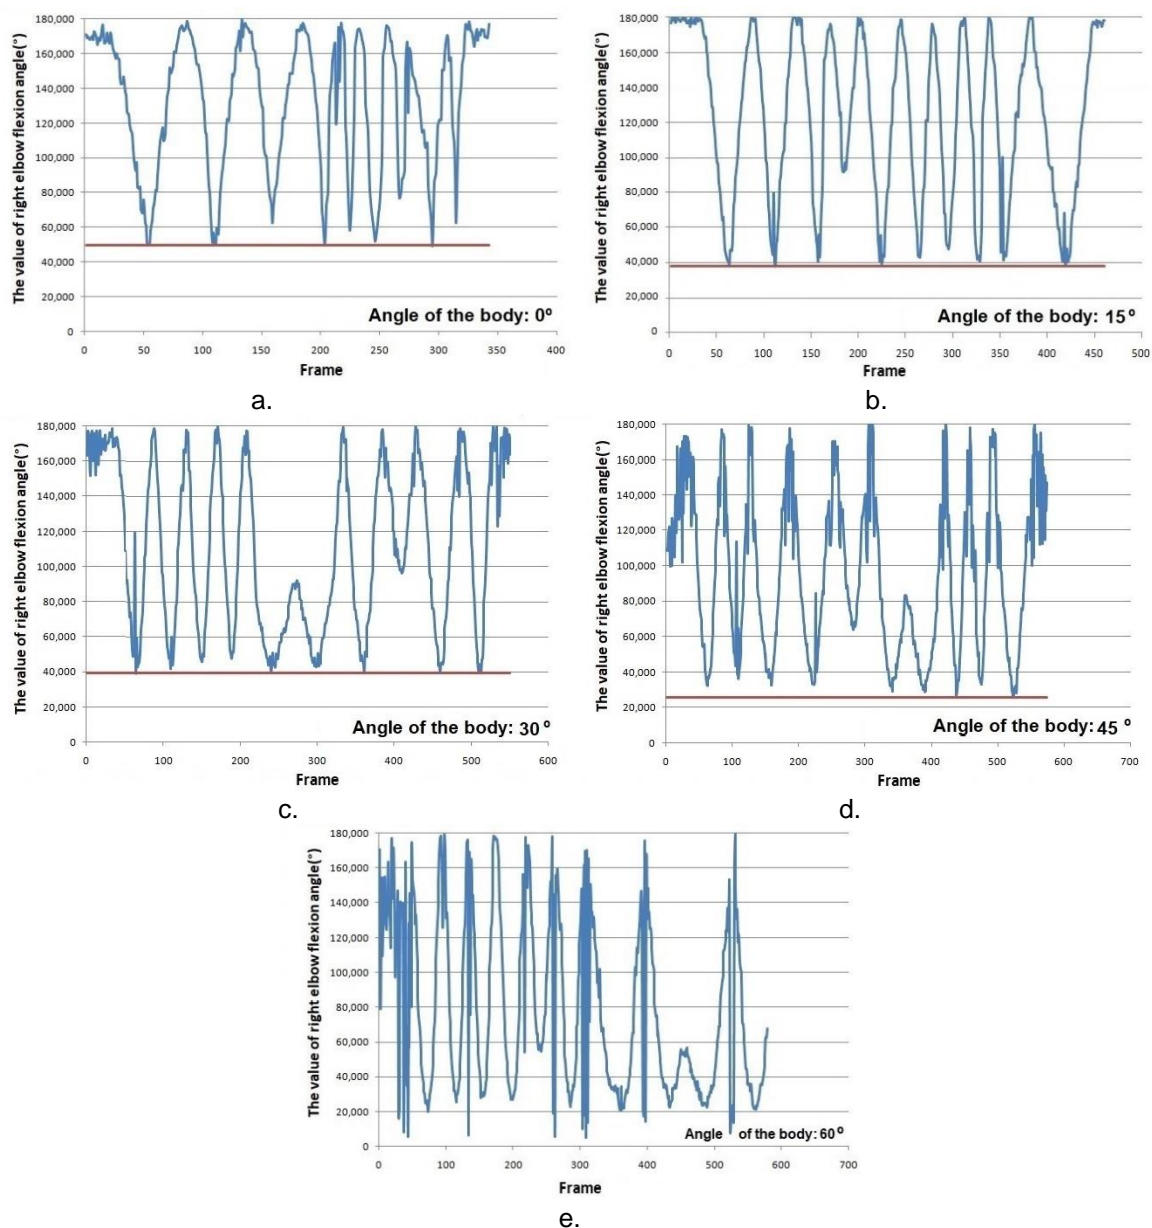 The value of right elbow flexion angle(°)
180,000
160,000
140,000
120,000
100,000
80,000
60,000
40,000
20,000
0
0 50 100 150 200 250 300 350 400
Angle of the body: 0°
Frame
a.
The value of right elbow flexion angle(°)
180,000
160,000
140,000
120,000
100,000
80,000
60,000
40,000
20,000
0
0 50 100 150 200 250 300 350 400 450 500
Angle of the body: 15°
Frame
b.
The value of right elbow flexion angle(°)
180,000
160,000
140,000
120,000
100,000
80,000
60,000
40,000
20,000
0
0 100 200 300 400 500 600
Angle of the body: 30°
Frame
c.
The value of right elbow flexion angle(°)
180,000
160,000
140,000
120,000
100,000
80,000
60,000
40,000
20,000
0
0 100 200 300 400 500 600 700
Angle of the body: 45°
Frame
d.
The value of right elbow flexion angle(°)
180,000
160,000
140,000
120,000
100,000
80,000
60,000
40,000
20,000
0
0 100 200 300 400 500 600 700
Angle of the body: 60°
Frame
e.